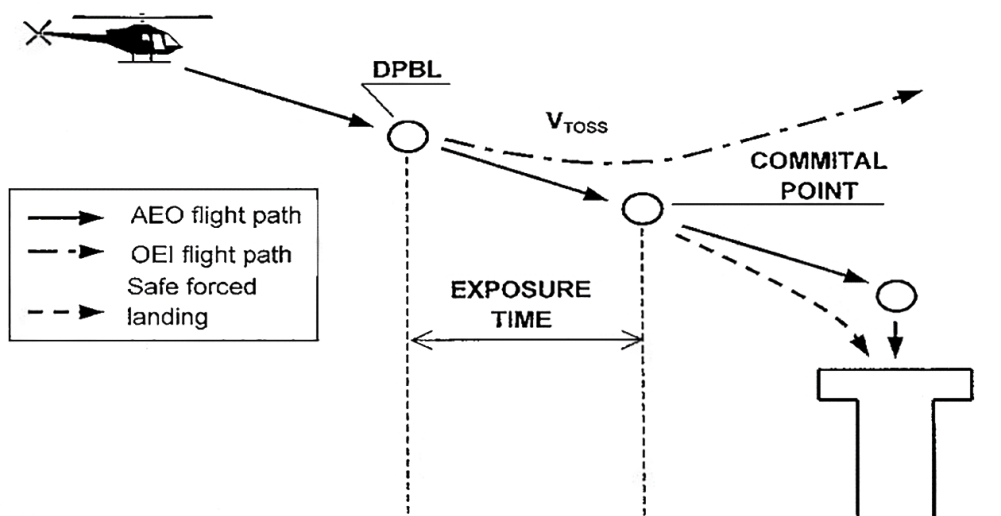 DPBL
VTOSS
COMMITAL
POINT
AEO flight path
OEI flight path
Safe forced
landing
EXPOSURE
TIME